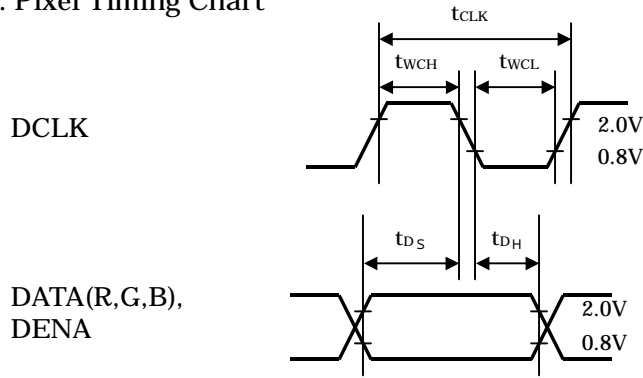 . Pixel Timing Chart
tCLK
tWCH tWCL
DCLK
2.0V
0.8V
tDS tDH
DATA(R,G,B),
DENA
2.0V
0.8V